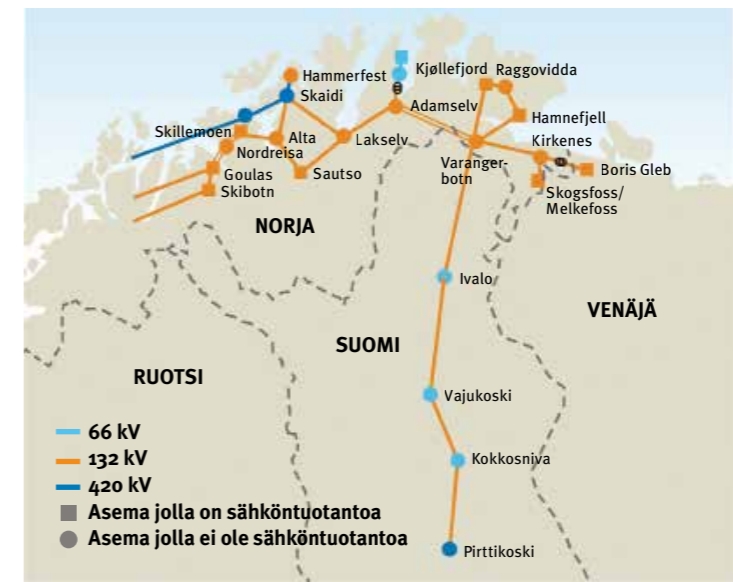 Hammerfest
Kjøllefjord
Raggovidda
Skaidi
Adamselv
Hamnefjell
Skillemoen
Alta
Lakselv
Kirkenes
Nordreisa
Varanger-
botn
Boris Gleb
Goulas
Sautso
Skibotn
Skogsfoss/
Melkefoss
NORJA
Ivalo
VENÄJÄ
SUOMI
RUOTSI
Vajukoski
66 kV
132 kV
Kokkosniva
420 kV
Asema jolla on sähköntuotantoa
Asema jolla ei ole sähköntuotantoa
Pirttikoski